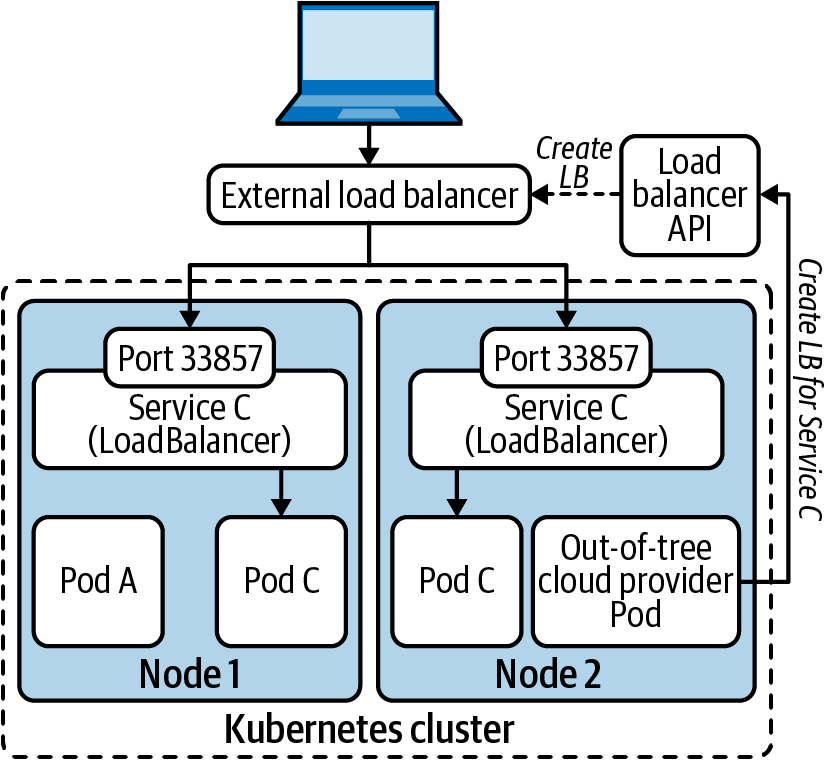 Create
LB
Load
balancer
API
External load balancer
Create LB for Service C
Port 33857
Service C
(LoadBalancer)
Port 33857
Service C
(LoadBalancer)
Pod A
Pod C
Pod C
Out-of-tree
cloud provider
Pod
Node 1
Node 2
Kubernetes cluster